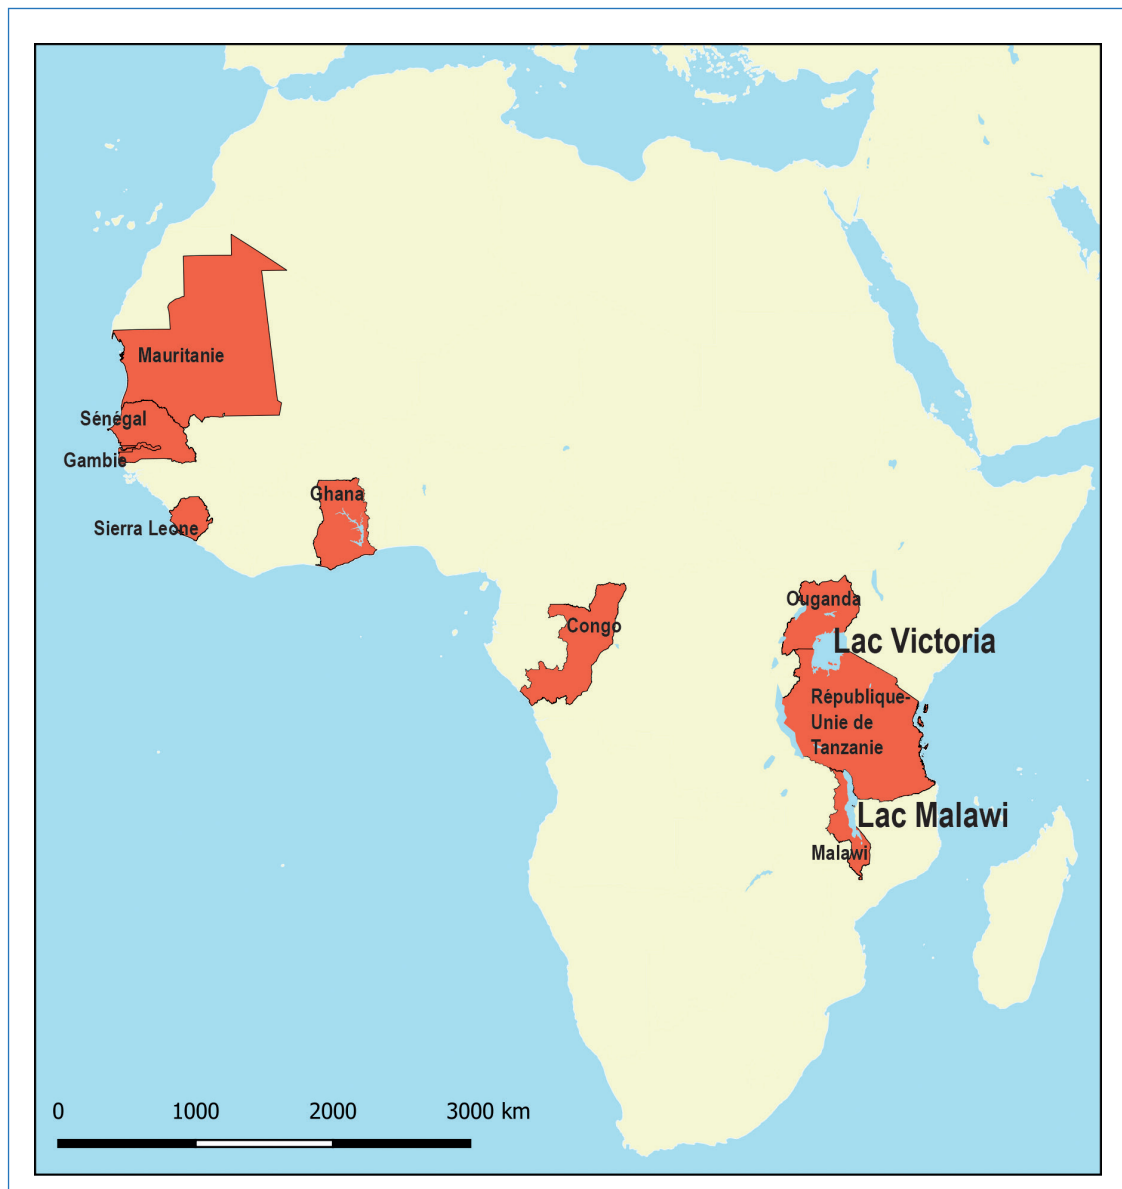 Mauritanie
Sénégal
Gambie
Ghana
Sierra Leone
Ouganda
Congo
Lac Victoria
République-
Unie de
Tanzanie
Lac Malawi
Malawi
0 1000 2000 3000 km